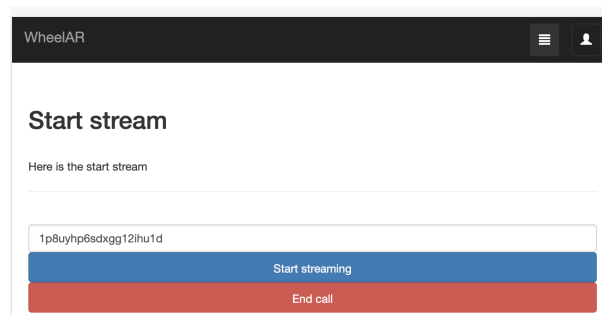 WheelAR
Start stream
Here is the start stream
1p8uyhp6sdxgg12ihu1d
Start streaming
End call